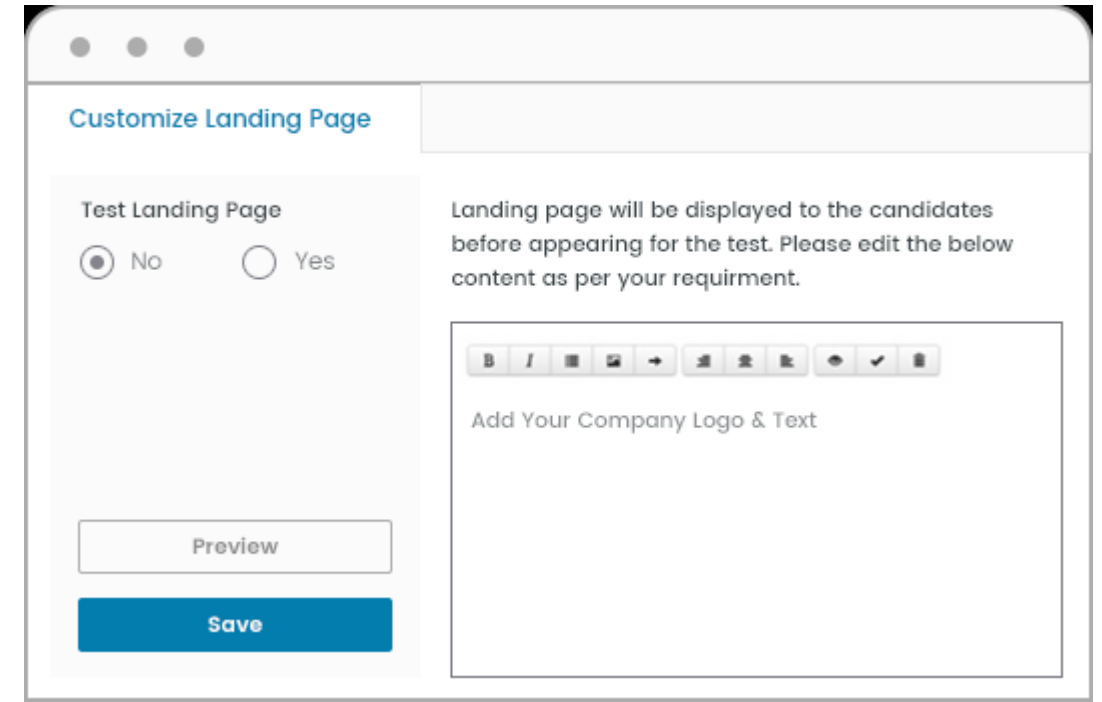 Customize Landing Page
Test Landing Page
No Yes
Landing page will be displayed to the candidates
before appearing for the test. Please edit the below
content as per your requirment.
B I
Add Your Company Logo & Text
Preview
Save